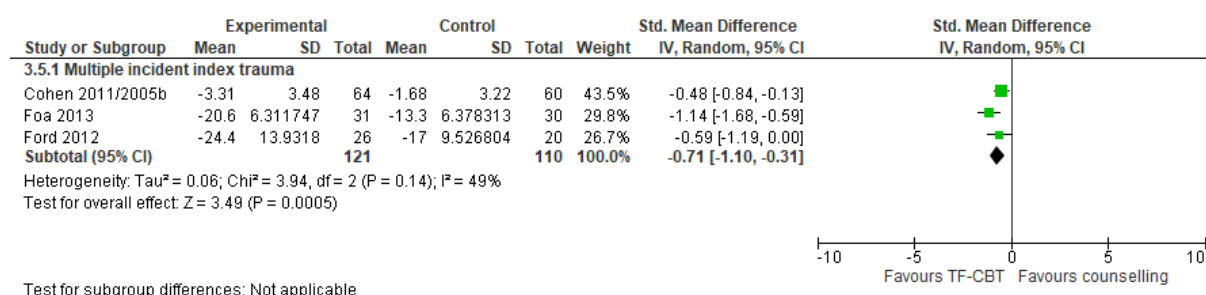 Experimental Control Std. Mean Difference Std. Mean Difference
Study or Subgroup Mean SD Total Mean SD Total Weight IV, Random, 95% CI IV, Random, 95% CI
3.5.1 Multiple incident index trauma
Cohen 2011/2005b -3.31 3.48 64 -1.68 3.22 60 43.5% -0.48 [-0.84, -0.13]
Foa 2013 -20.6 6.311747 31 -13.3 6.378313 30 29.8% -1.14 [-1.68, -0.59]
Ford 2012 -24.4 13.9318 26 -17 9.526804 20 26.7% -0.59 [-1.19, 0.00]
Subtotal (95% CI) 121 110 100.0% -0.71 [-1.10, -0.31]
Heterogeneity: Tau² = 0.06; Chi² = 3.94, df = 2 (P = 0.14); I² = 49%
Test for overall effect: Z = 3.49 (P = 0.0005)
-10 -5 0 5 10
Favours TF-CBT Favours counselling
Test for subgroup differences: Not applicable